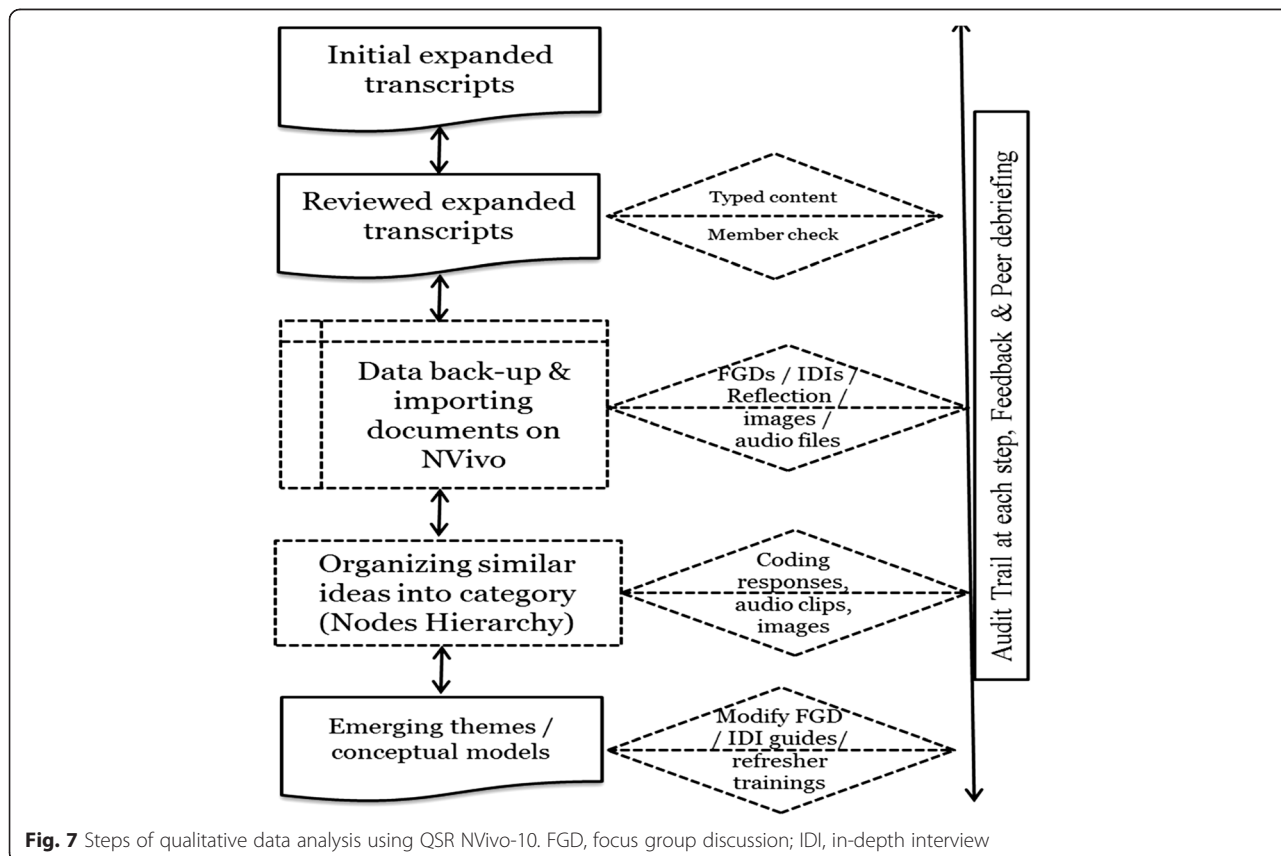 Initial expanded
transcripts
Reviewed expanded
transcripts
Typed content
Member check
Data back-up &
importing
documents on
NVivo
FGDs / IDIs /
Reflection /
images /
audio files
Organizing similar
ideas into category
(Nodes Hierarchy)
Coding
responses,
audio clips,
images
Emerging themes /
conceptual models
Modify FGD
/ IDI guides/
refresher
trainings
Audit Trail at each step, Feedback & Peer debriefing
Fig. 7 Steps of qualitative data analysis using QSR NVivo-10. FGD, focus group discussion; IDI, in-depth interview